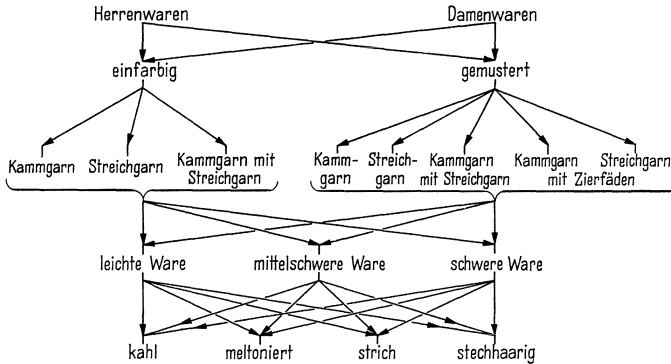 Herrenwaren Damenwaren
einfarbig gemustert
Kammgarn Streichgarn Kammgarn mit Streichgarn Kamm-garn Streich-garn Kammgarn mit Streichgarn Kammgarn Streichgarn
mit Zierfäden
leichte Ware mittelschwere Ware schwere Ware
kahl meltoniert strich stechhaarig